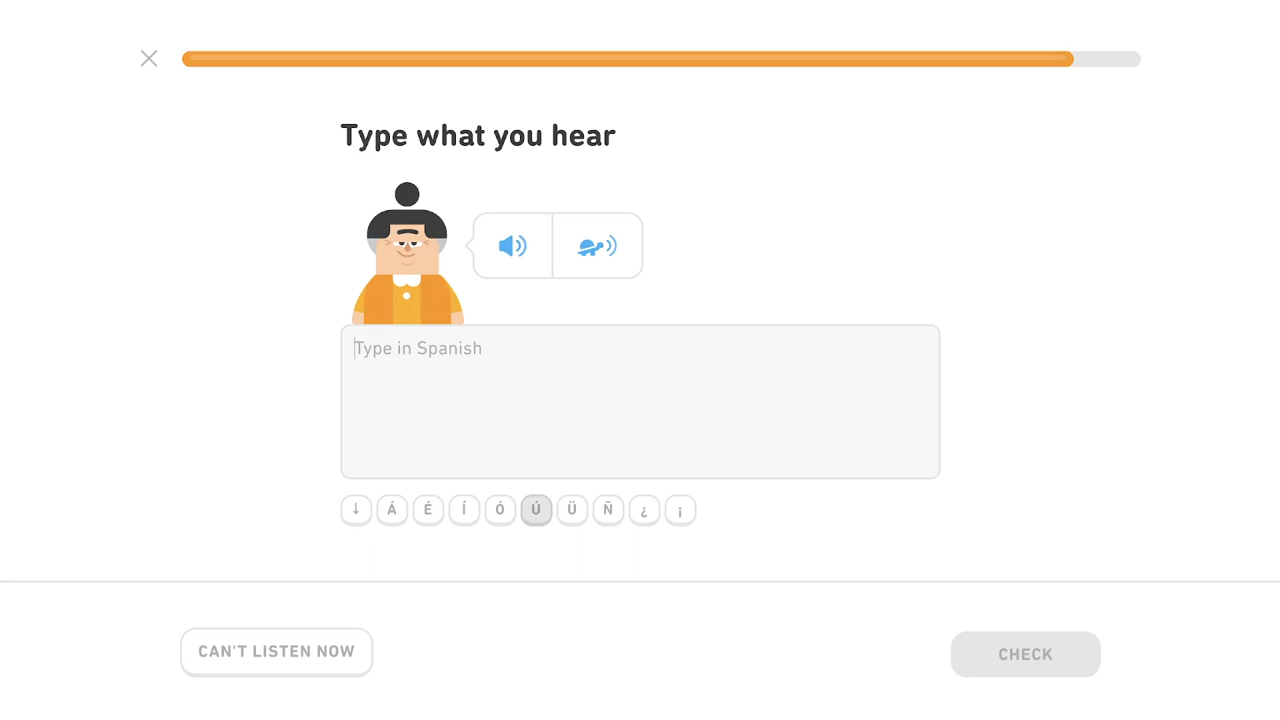 Type what you hear
Type in Spanish
↓ Á É Í Ó Ú Ü Ñ ¿ ¡
CAN'T LISTEN NOW
CHECK